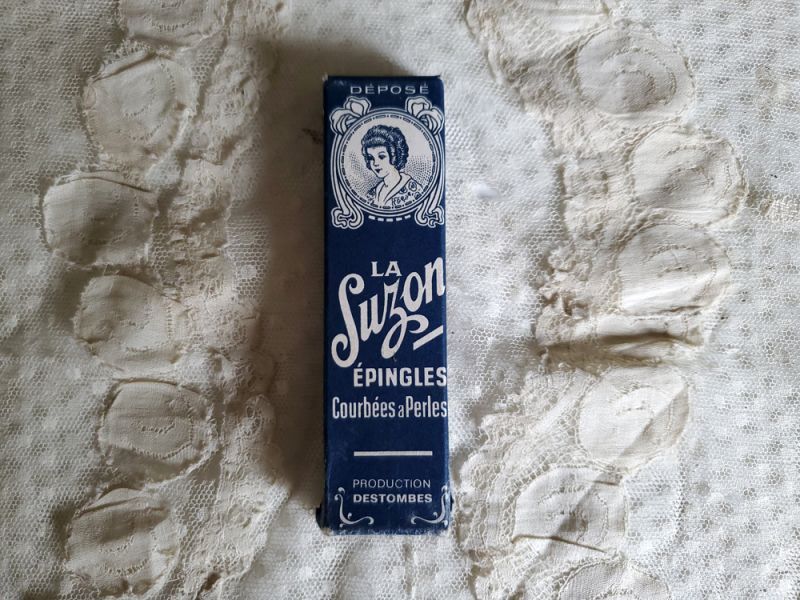 DÉPOSÉ
LA
Suzon
ÉPINGLES
Courbées a Perles
PRODUCTION
DESTOMBES